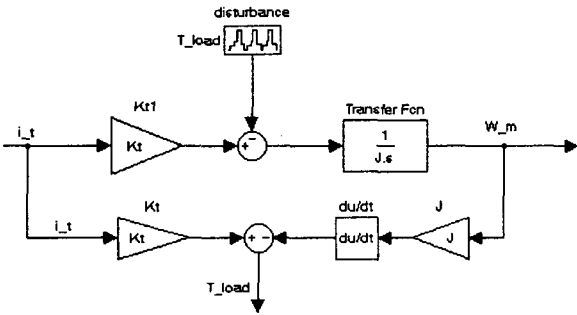 disturbance
T_load
Kt1
i_t
Kt
+ -
Transfer Fcn
1
J.s
W_m
i_t
Kt
Kt
+ -
du/dt
du/dt
J
J
T_load